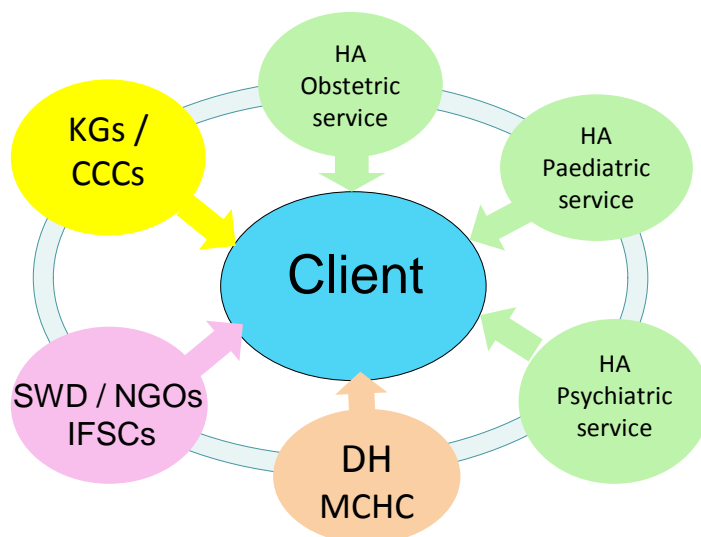 HA
Obstetric
service
KGs /
CCCs
HA
Paediatric
service
Client
SWD / NGOs
IFSCs
HA
Psychiatric
service
DH
MCHC